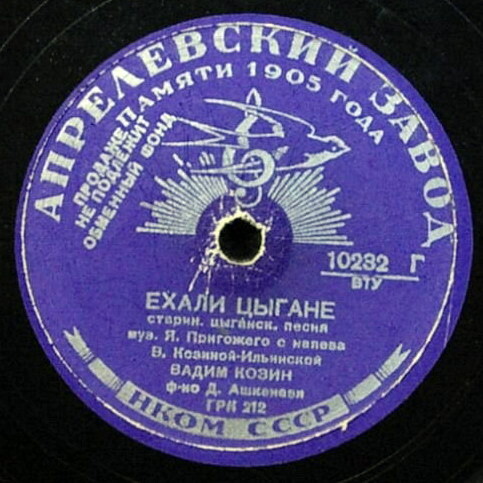 АПРЕЛЕВСКИЙ ЗАВОД
ПАМЯТИ 1905 ГОДА
ПРОДАЖЕ
НЕ ПОДЛЕЖИТ
ОБМЕННЫЙ ФОНД
10232 Г
ВТУ
ЕХАЛИ ЦЫГАНЕ
старин. цыганск. песня
муз. Я. Пригожего с напева
В. Козиной-Ильинской
ВАДИМ КОЗИН
ф-но Д. Ашкенази
ГРК 212
НКОМ СССР